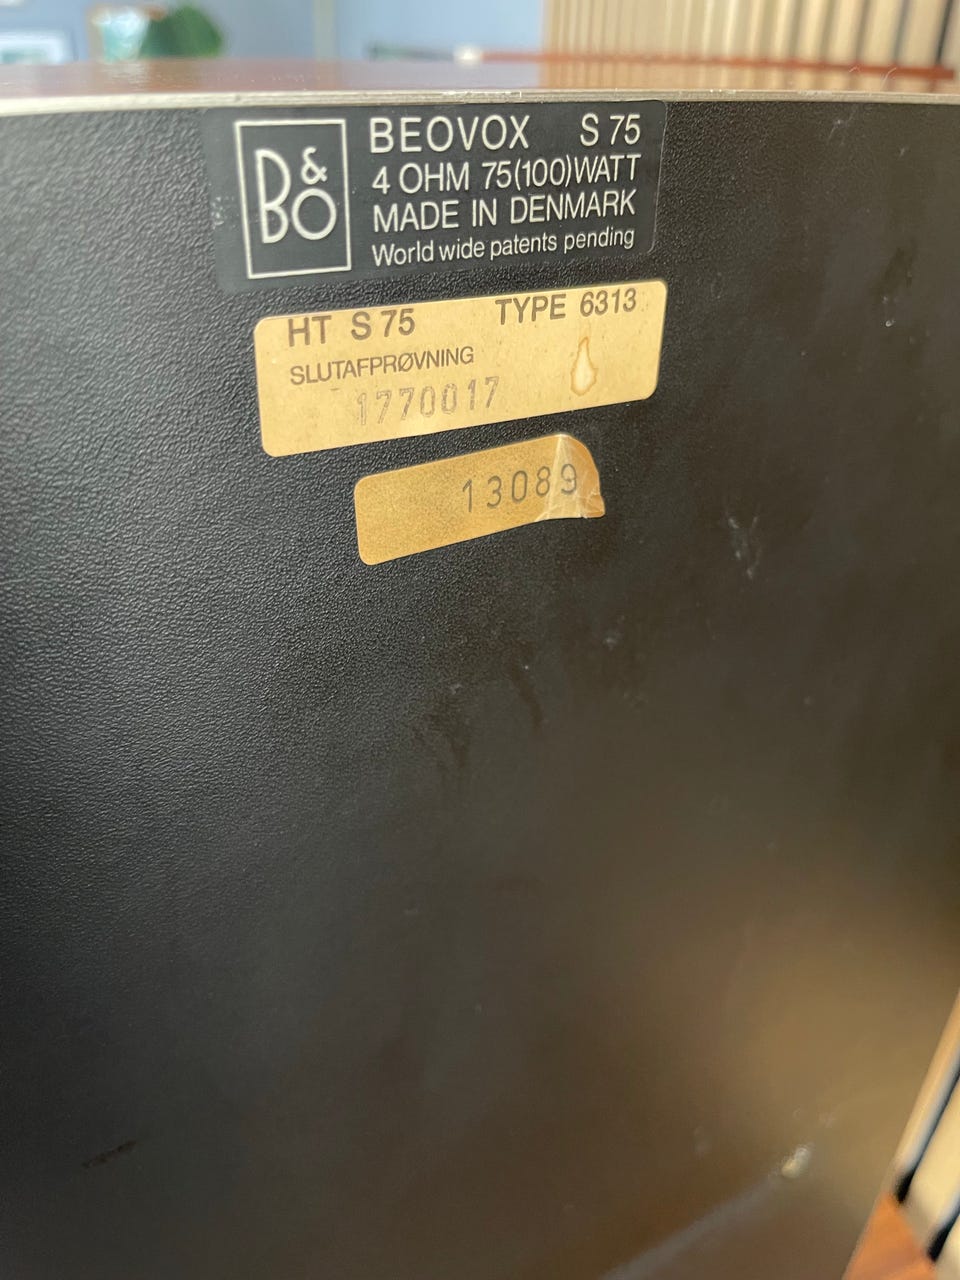 B&O
BEOVOX S 75
4 OHM 75(100)WATT
MADE IN DENMARK
World wide patents pending
HT S 75 TYPE 6313
SLUTAFPRØVNING
1770017
13089